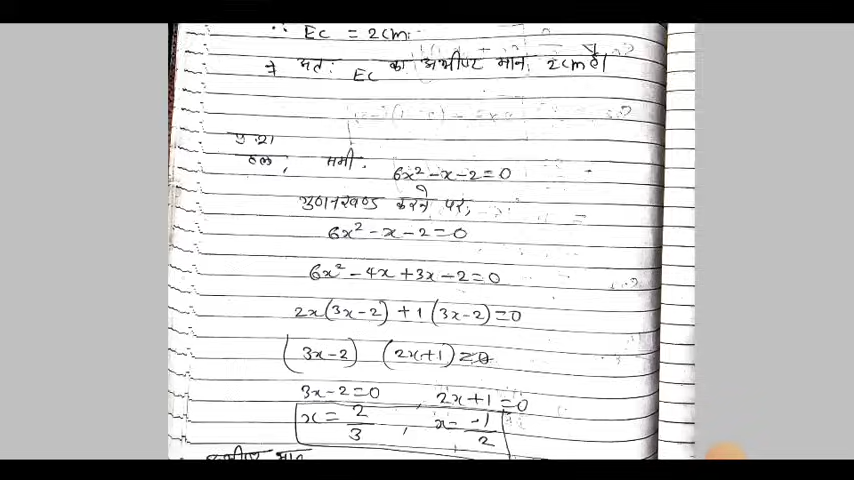 ∴ EC = 2cm.
→ अतः EC का अभीष्ट मान 2cm है।
प्र.21
हल, समी. 6x² - x - 2 = 0
गुणनखण्ड करने पर,
6x² - x - 2 = 0
6x² - 4x + 3x - 2 = 0
2x(3x-2) + 1(3x-2) = 0
(3x-2) (2x+1) = 0
3x-2=0 , 2x+1=0
x = 2/3 , x = -1/2
अभीष्ट मान